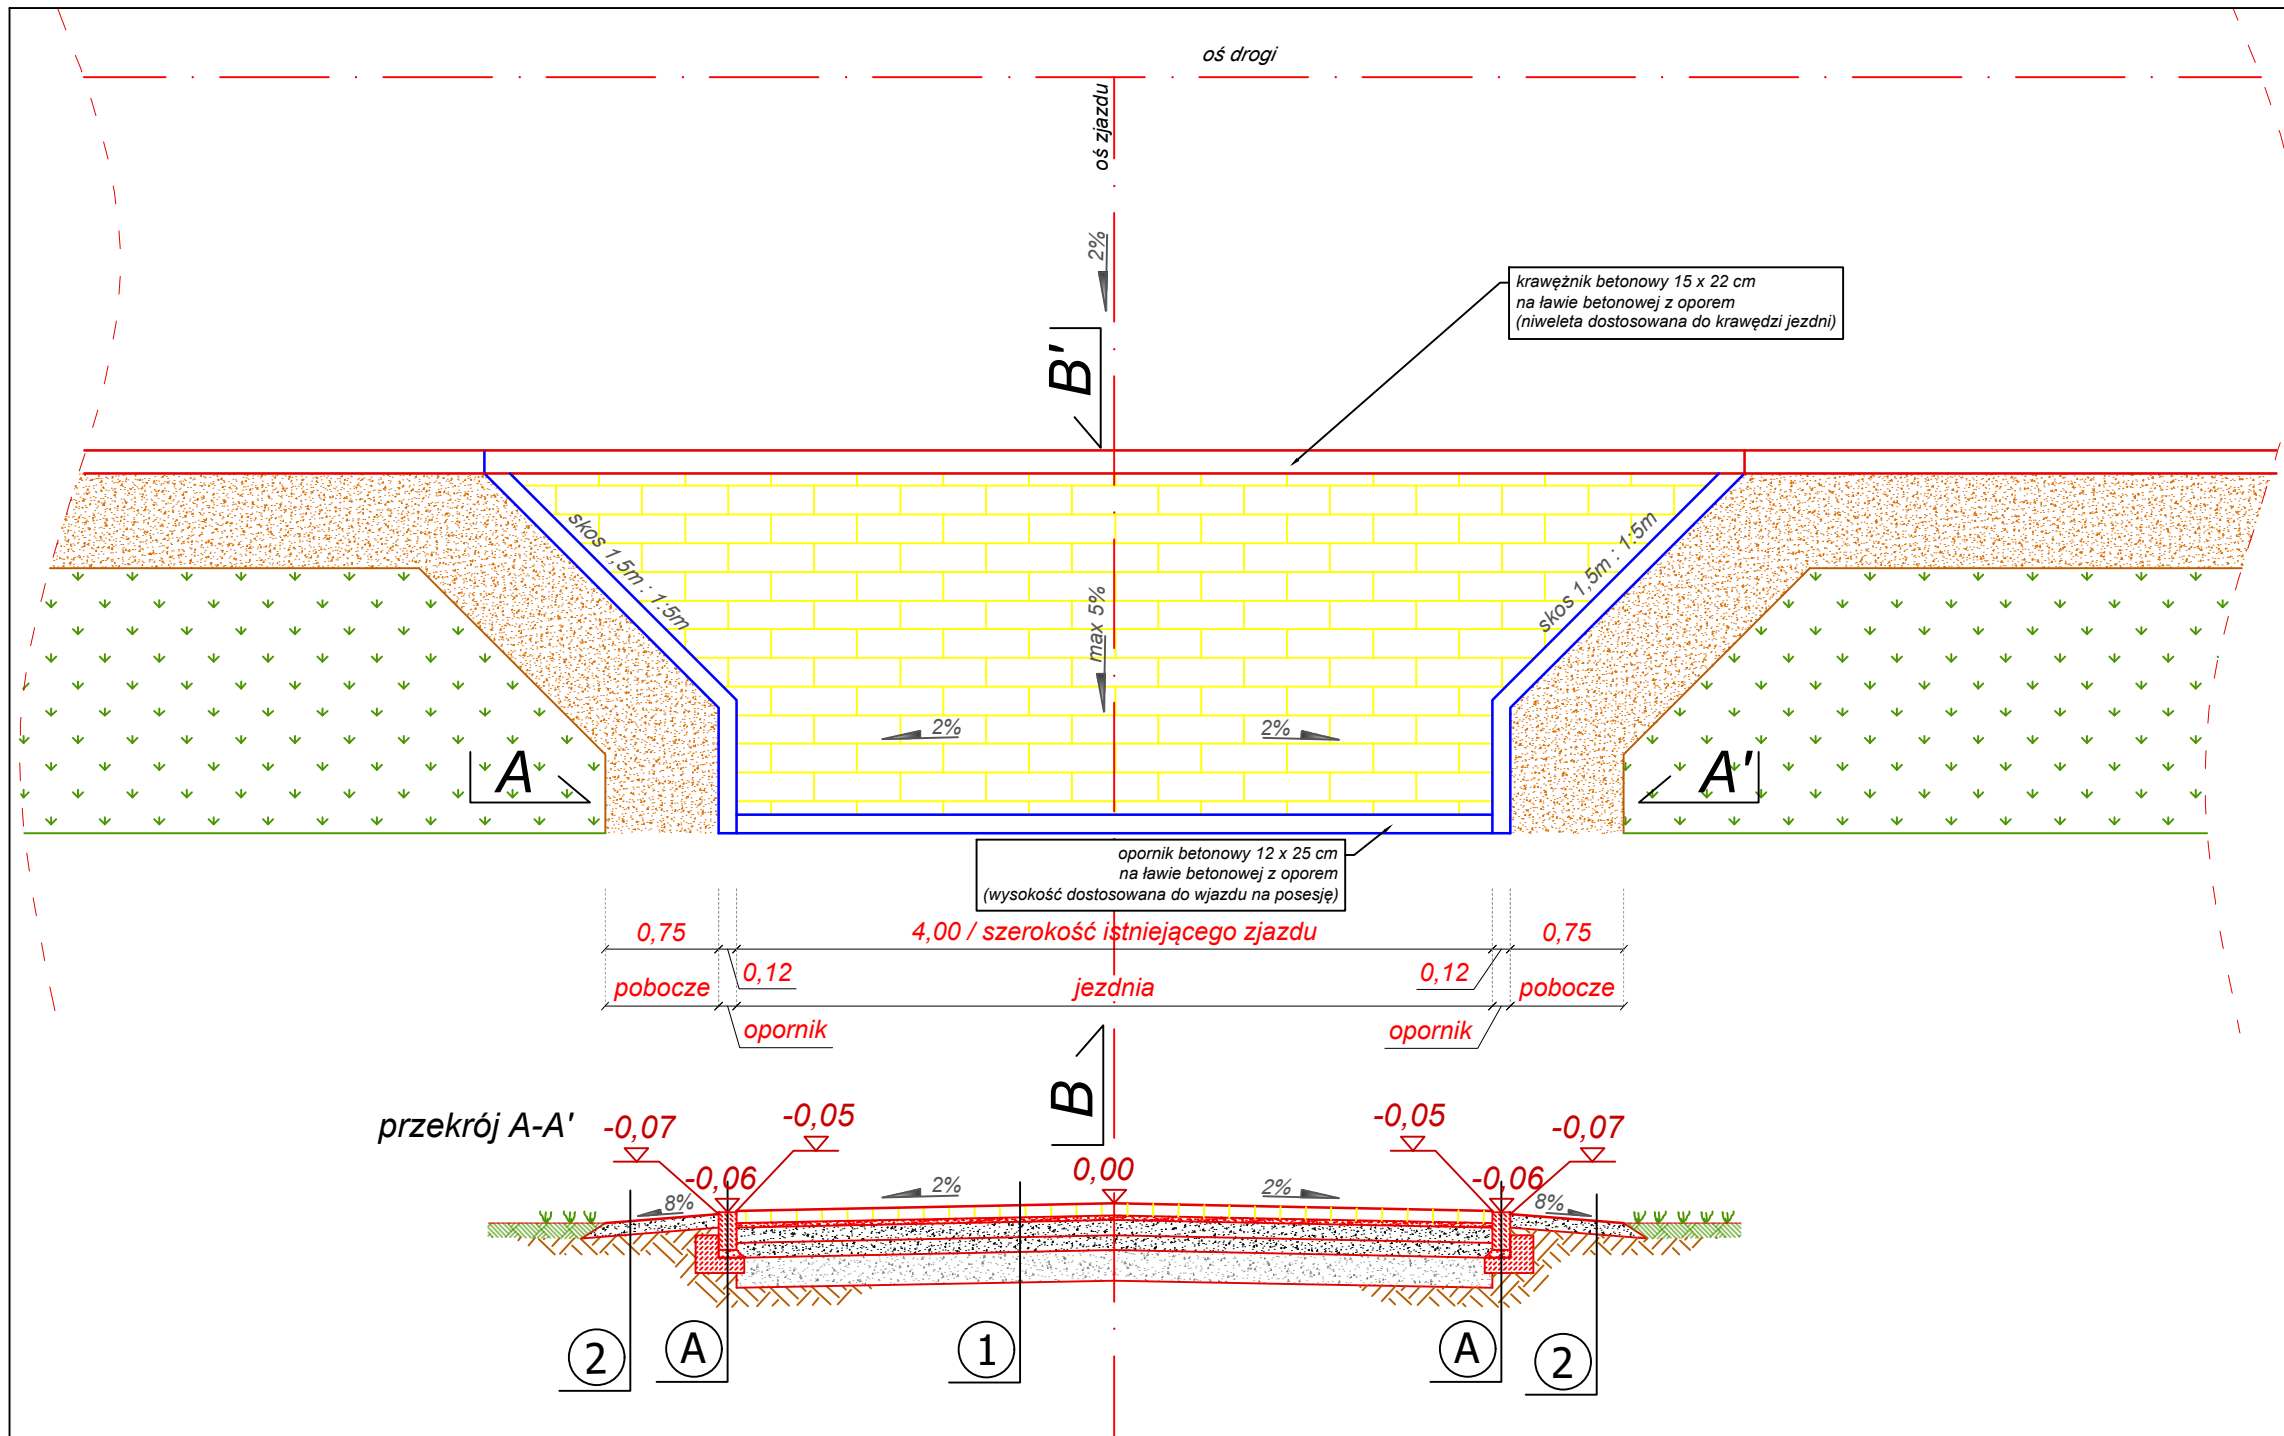 oś drogi
oś zjazdu
2%
krawężnik betonowy 15 x 22 cm
na ławie betonowej z oporem
(niweleta dostosowana do krawędzi jezdni)
B'
skos 1,5m : 1:5m
skos 1,5m : 1:5m
max 5%
2%
2%
A
A'
opornik betonowy 12 x 25 cm
na ławie betonowej z oporem
(wysokość dostosowana do wjazdu na posesję)
0,75
4,00 / szerokość istniejącego zjazdu
0,75
0,12
0,12
pobocze
jezdnia
pobocze
opornik
opornik
B
przekrój A-A'
-0,07
-0,05
-0,05
-0,07
-0,06
0,00
-0,06
8%
2%
2%
8%
2
A
1
A
2